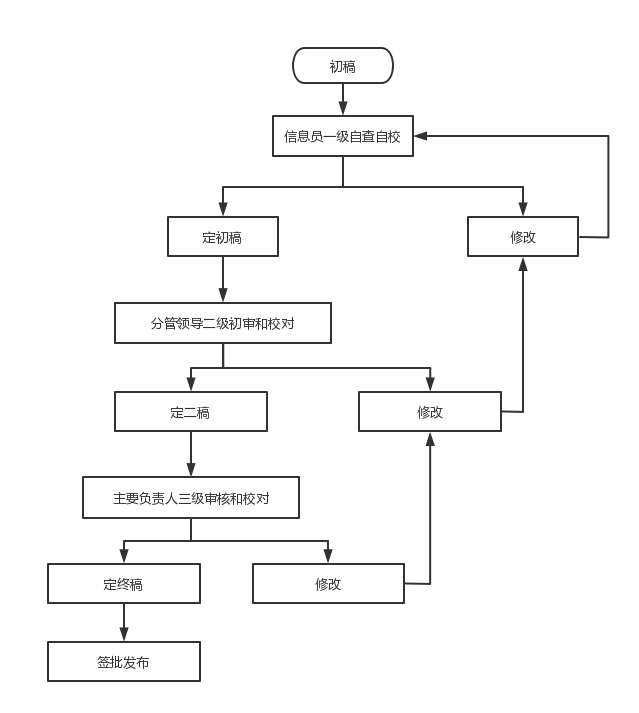 初稿
信息员一级自查自校
定初稿
修改
分管领导二级初审和校对
定二稿
修改
主要负责人三级审核和校对
定终稿
修改
签批发布